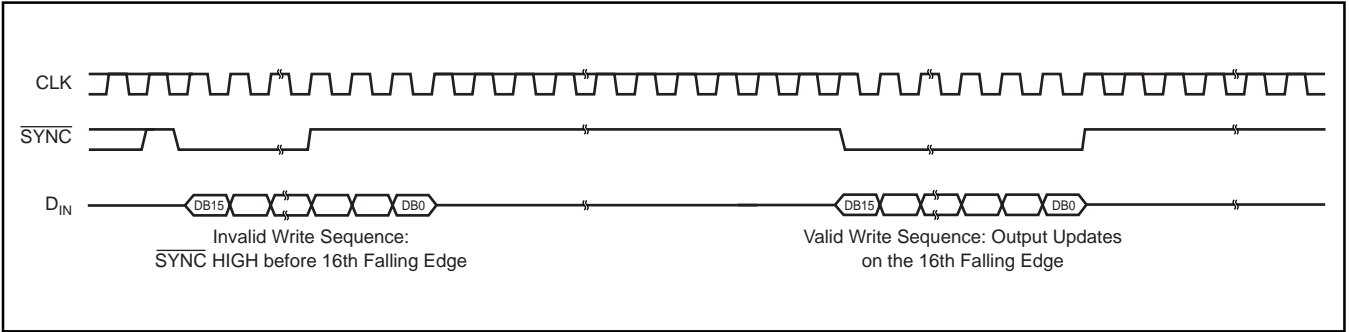 CLK
SYNC
DIN
DB15
DB0
DB15
DB0
Invalid Write Sequence:
SYNC HIGH before 16th Falling Edge
Valid Write Sequence: Output Updates
on the 16th Falling Edge